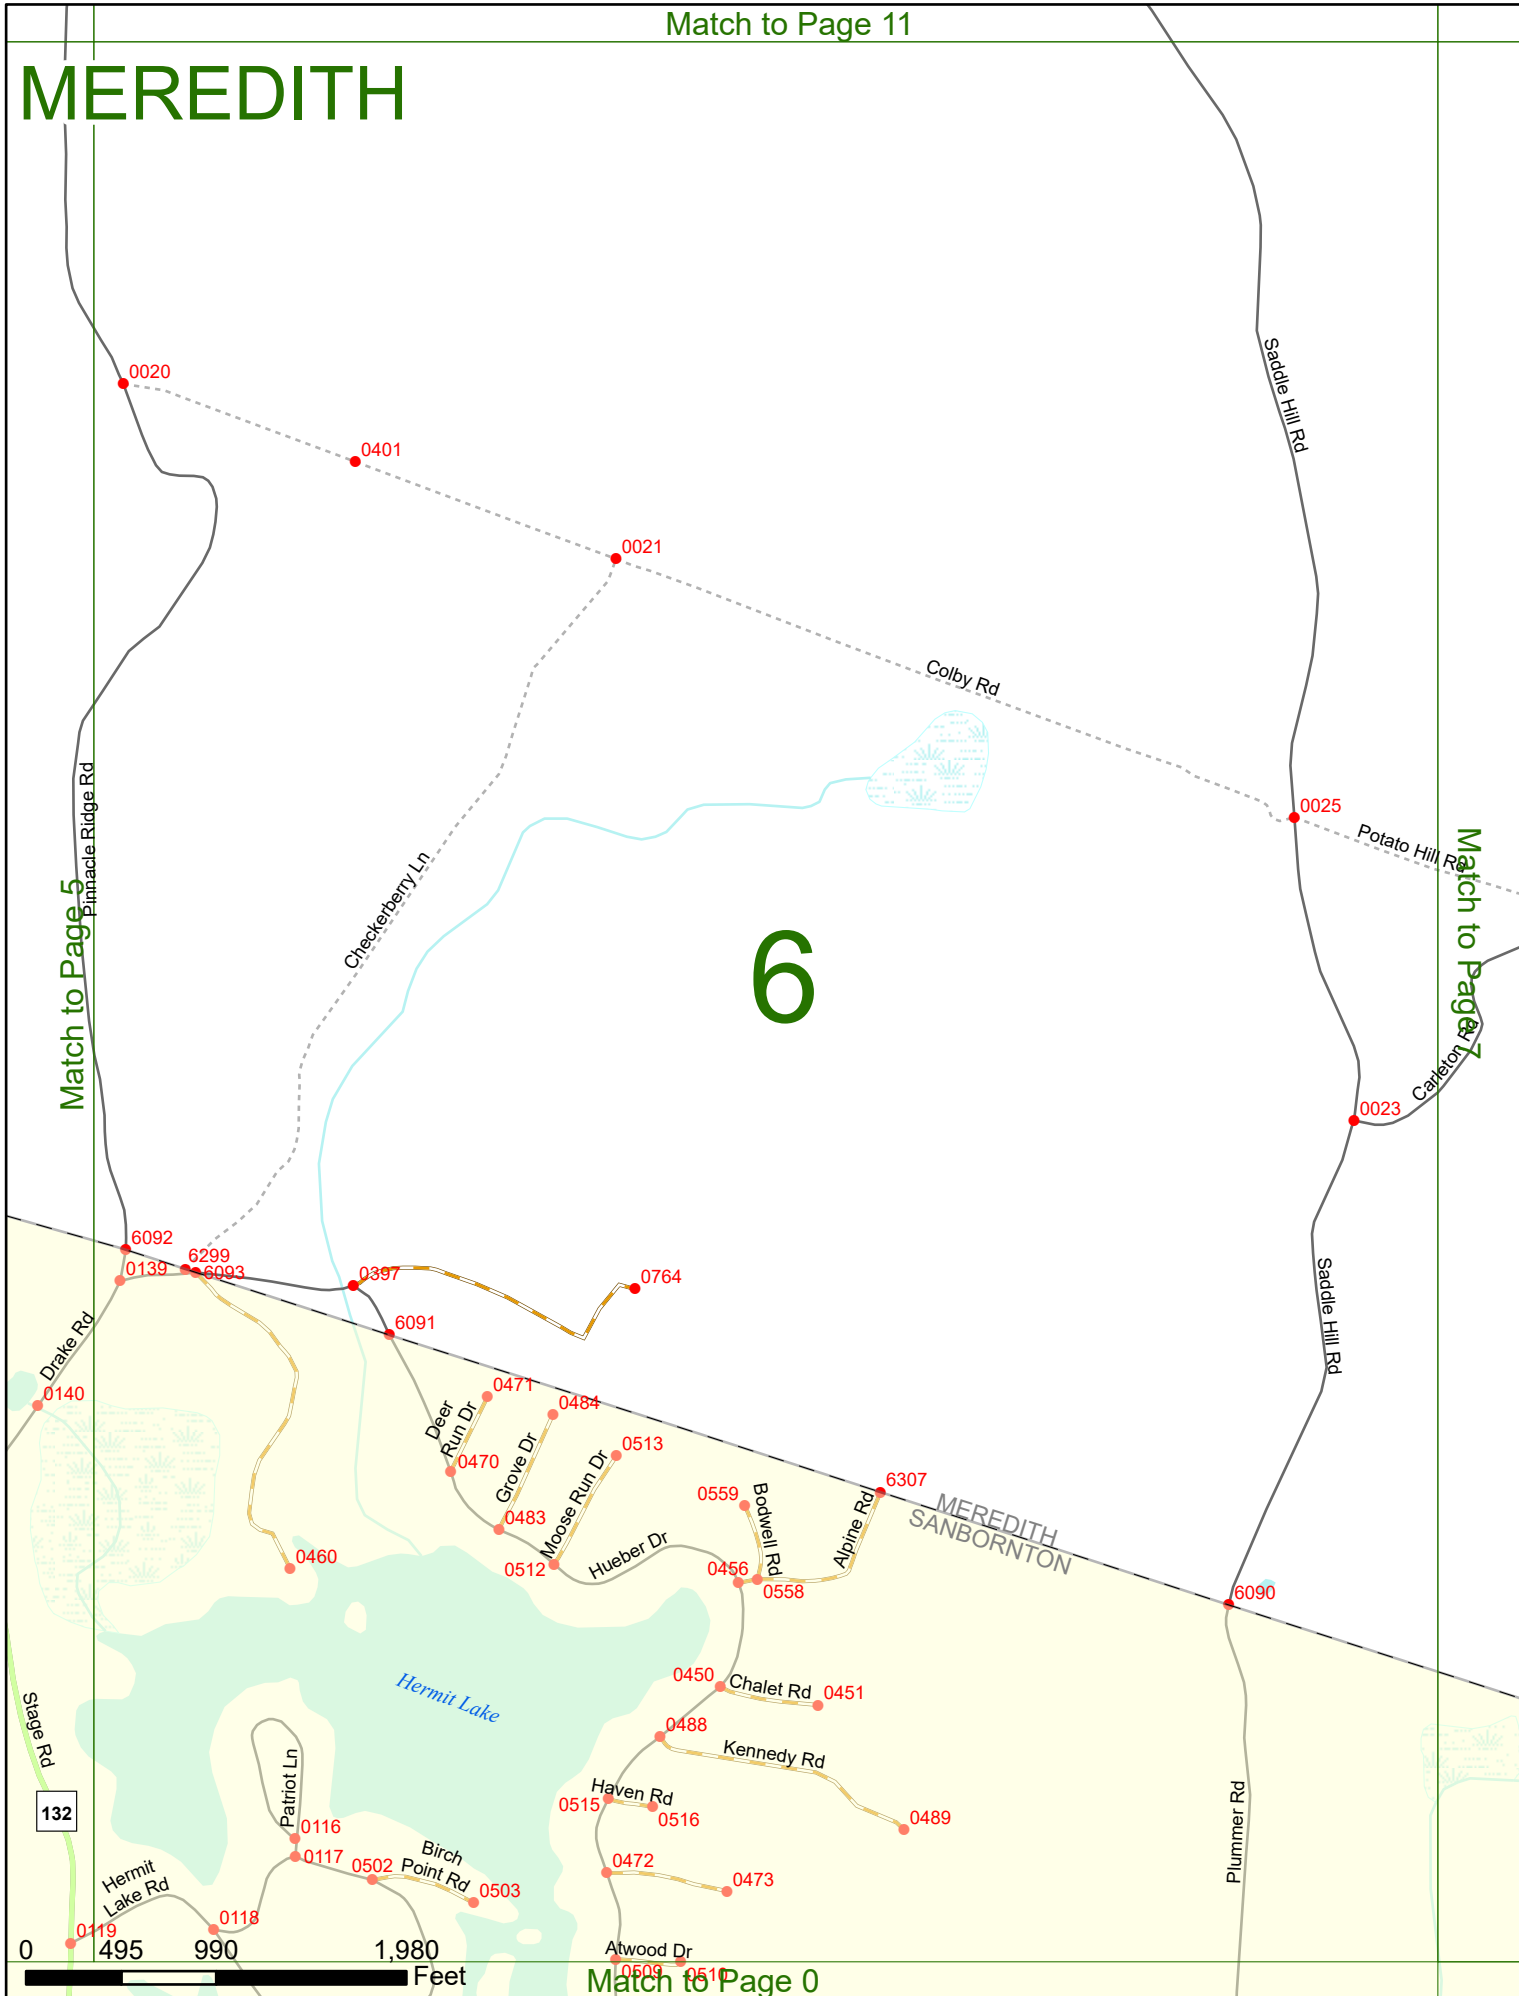 Match to Page 11
MEREDITH
Saddle Hill Rd
0020
0401
0021
Colby Rd
Pinnacle Ridge Rd
0025
Potato Hill Rd
Match to Page 5
Checkerberry Ln
6
Match to Page 7
Carleton Rd
0023
6092
6299
6093
0139
0397
0764
6091
Drake Rd
Saddle Hill Rd
0140
0471
0484
Deer
Run Dr
0470
Grove Dr
0513
Moose Run Dr
0483
0512
Hueber Dr
0559
Bodwell Rd
6307
Alpine Rd
MEREDITH
SANBORNTON
0460
0456
0558
6090
Hermit Lake
0450
Chalet Rd
0451
Stage Rd
0488
Kennedy Rd
132
Patriot Ln
Haven Rd
0515
0516
0489
Plummer Rd
0116
0117
Birch
Point Rd
0502
0503
0472
0473
Hermit
Lake Rd
0118
0119
Atwood Dr
0509
0510
0
495
990
1,980
Feet
Match to Page 0